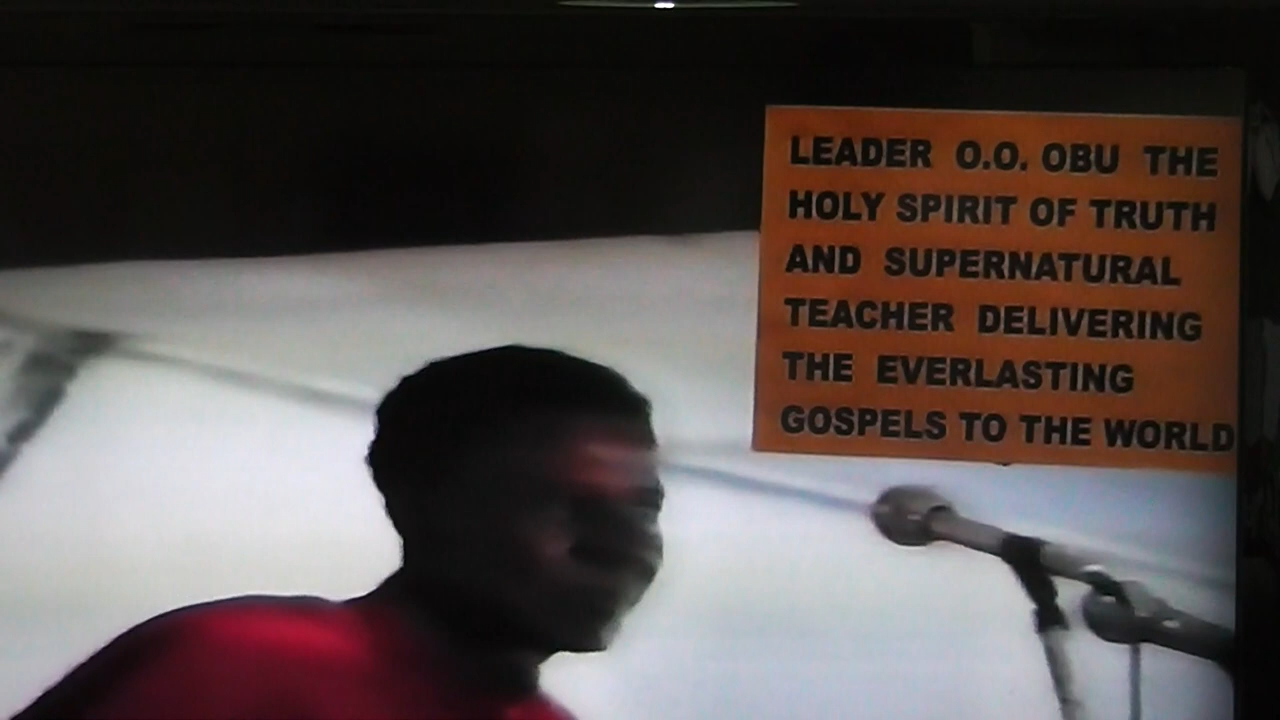 LEADER O.O. OBU THE
HOLY SPIRIT OF TRUTH
AND SUPERNATURAL
TEACHER DELIVERING
THE EVERLASTING
GOSPELS TO THE WORLD